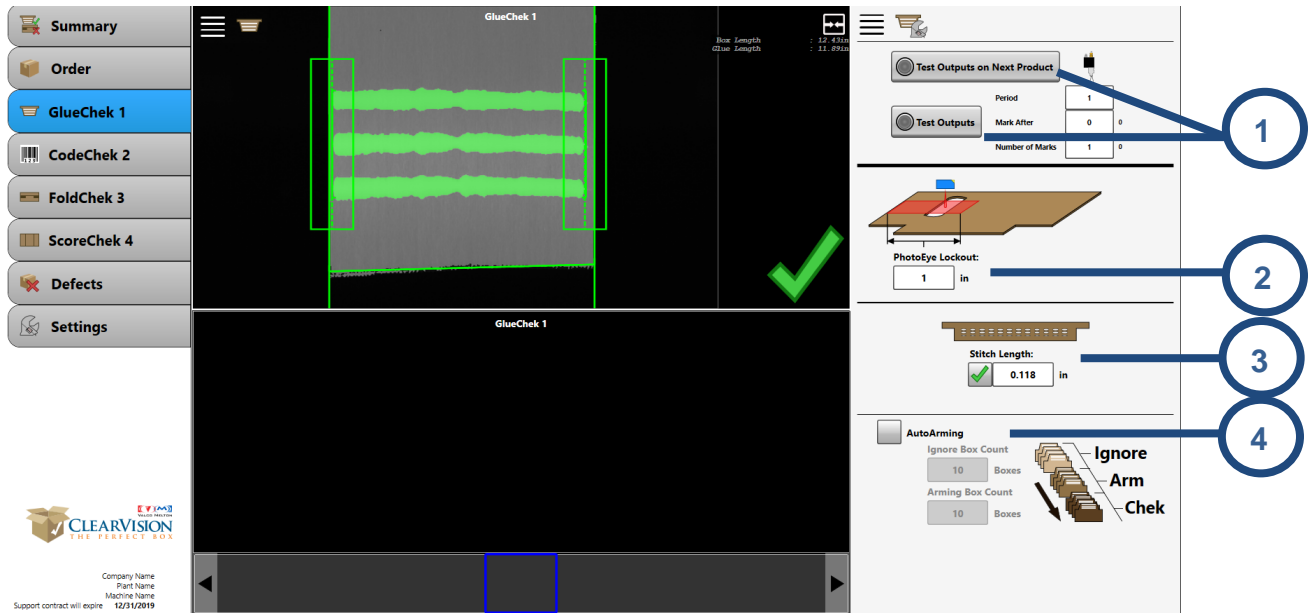 Summary
Order
GlueChek 1
CodeChek 2
FoldChek 3
ScoreChek 4
Defects
Settings
VALCO MELTON
CLEARVISION
THE PERFECT BOX
Company Name
Plant Name
Machine Name
Support contract will expire 12/31/2019
GlueChek 1
Box Length : 12.43in
Glue Length : 11.89in
GlueChek 1
Test Outputs on Next Product
Period 1
Test Outputs
Mark After 0 0
Number of Marks 1 0
PhotoEye Lockout:
1 in
Stitch Length:
0.118 in
AutoArming
Ignore Box Count
10 Boxes
Arming Box Count
10 Boxes
Ignore
Arm
Chek
1
2
3
4